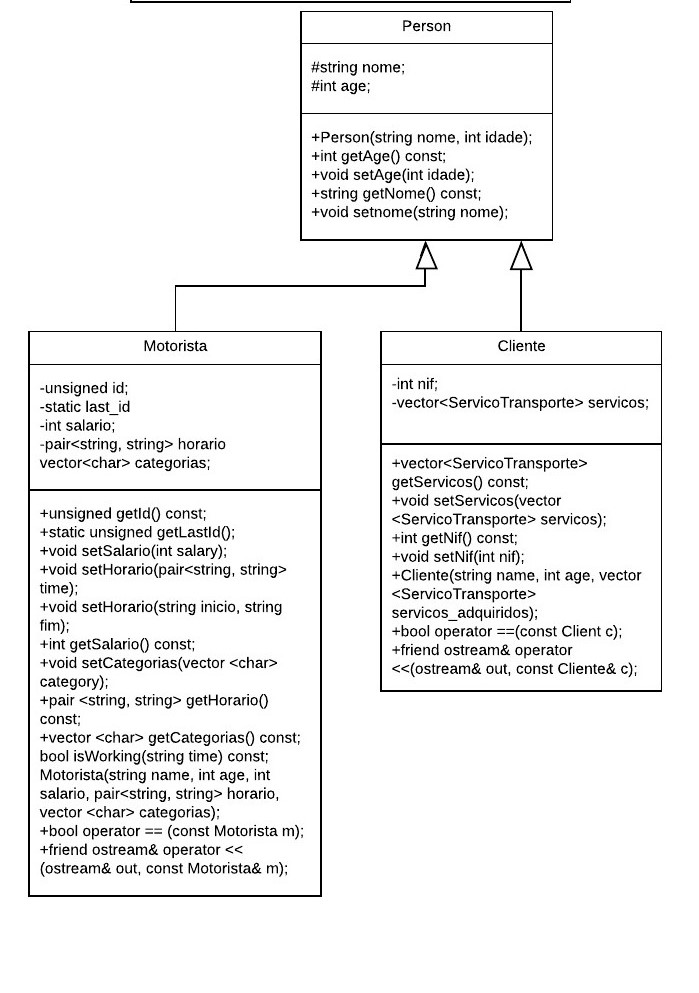 Person
#string nome;
#int age;
+Person(string nome, int idade);
+int getAge() const;
+void setAge(int idade);
+string getNome() const;
+void setnome(string nome);
Motorista
-unsigned id;
-static last_id
-int salario;
-pair<string, string> horario
vector<char> categorias;
+unsigned getId() const;
+static unsigned getLastId();
+void setSalario(int salary);
+void setHorario(pair<string, string>
time);
+void setHorario(string inicio, string
fim);
+int getSalario() const;
+void setCategorias(vector <char>
category);
+pair <string, string> getHorario()
const;
+vector <char> getCategorias() const;
bool isWorking(string time) const;
Motorista(string name, int age, int
salario, pair<string, string> horario,
vector <char> categorias);
+bool operator == (const Motorista m);
+friend ostream& operator <<
(ostream& out, const Motorista& m);
Cliente
-int nif;
-vector<ServicoTransporte> servicos;
+vector<ServicoTransporte>
getServicos() const;
+void setServicos(vector
<ServicoTransporte> servicos);
+int getNif() const;
+void setNif(int nif);
+Cliente(string name, int age, vector
<ServicoTransporte>
servicos_adquiridos);
+bool operator ==(const Client c);
+friend ostream& operator
<<(ostream& out, const Cliente& c);